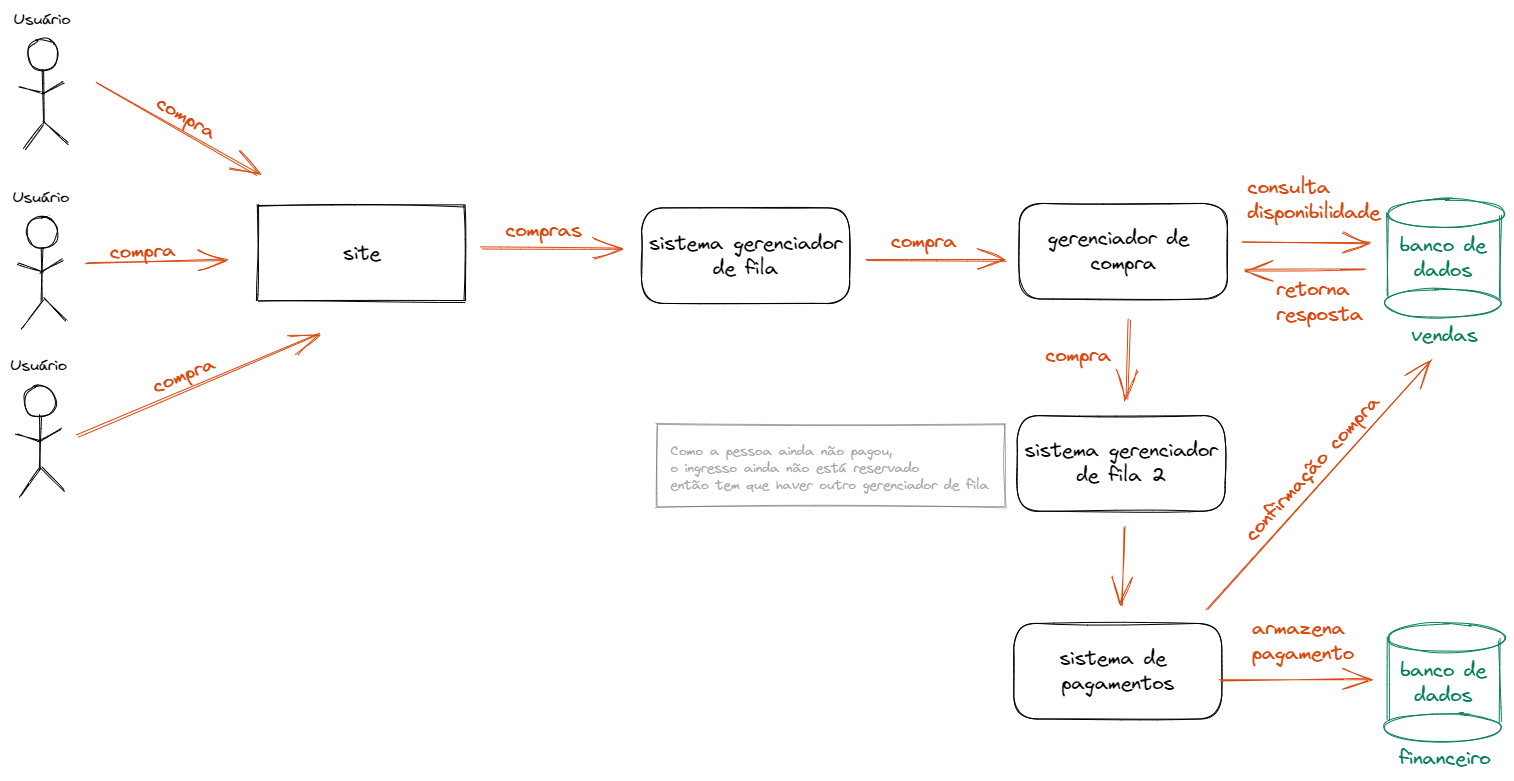 Usuário
compra
Usuário
compra
Usuário
compra
site
compras
sistema gerenciador
de fila
compra
gerenciador de
compra
consulta
disponibilidade
retorna
resposta
banco de
dados
vendas
compra
Como a pessoa ainda não pagou,
o ingresso ainda não está reservado
então tem que haver outro gerenciador de fila
sistema gerenciador
de fila 2
confirmação compra
sistema de
pagamentos
armazena
pagamento
banco de
dados
financeiro